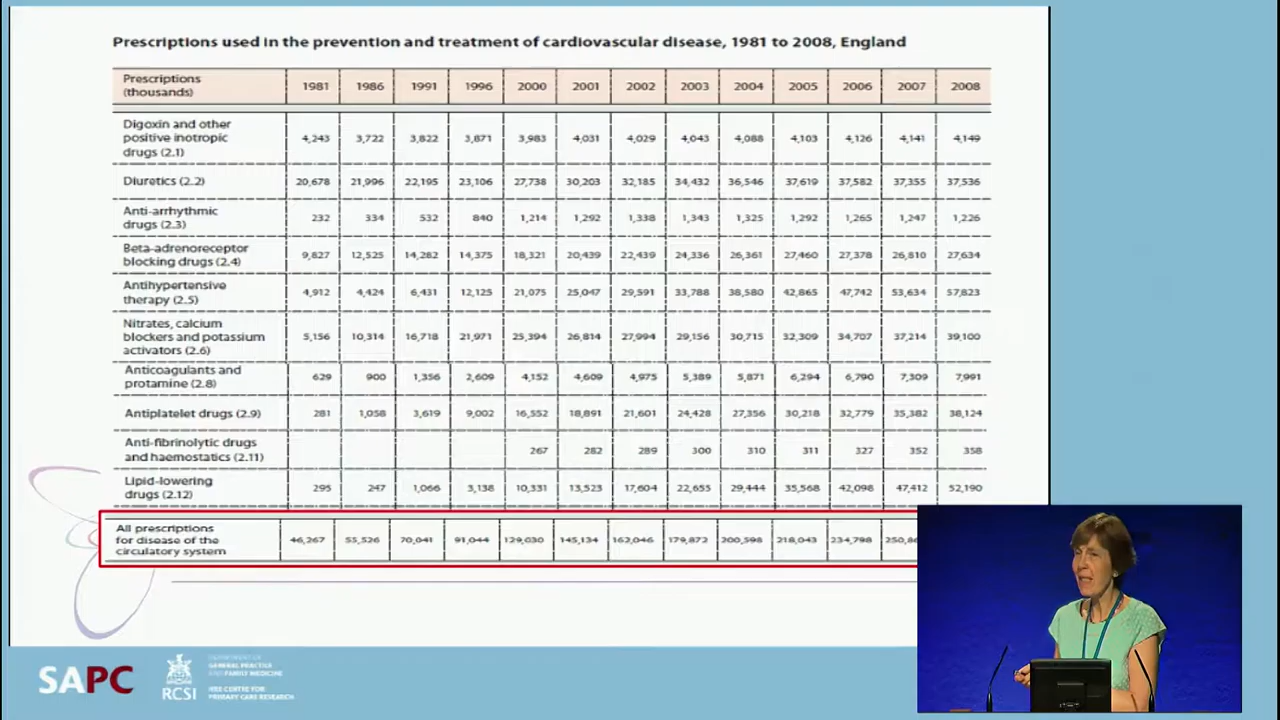 Prescriptions used in the prevention and treatment of cardiovascular disease, 1981 to 2008, England
Prescriptions
(thousands) 1981 1986 1991 1996 2000 2001 2002 2003 2004 2005 2006 2007 2008
Digoxin and other
positive inotropic 4,243 3,722 3,822 3,871 3,983 4,031 4,029 4,043 4,088 4,103 4,126 4,141 4,149
drugs (2.1)
Diuretics (2.2) 20,678 21,996 22,195 23,106 27,738 30,203 32,185 34,432 36,546 37,619 37,582 37,355 37,536
Anti-arrhythmic
drugs (2.3) 232 334 532 840 1,214 1,292 1,338 1,343 1,325 1,292 1,265 1,247 1,226
Beta-adrenoreceptor
blocking drugs (2.4) 9,827 12,525 14,282 14,375 18,321 20,439 22,439 24,336 26,361 27,460 27,378 26,810 27,634
Antihypertensive
therapy (2.5) 4,912 4,424 6,431 12,125 21,075 25,047 29,591 33,788 38,580 42,865 47,742 53,634 57,823
Nitrates, calcium
blockers and potassium 5,156 10,314 16,718 21,971 25,394 26,814 27,994 29,156 30,715 32,309 34,707 37,214 39,100
activators (2.6)
Anticoagulants and
protamine (2.8) 629 900 1,356 2,609 4,152 4,609 4,975 5,389 5,871 6,294 6,790 7,309 7,991
Antiplatelet drugs (2.9) 281 1,058 3,619 9,002 16,552 18,891 21,601 24,428 27,356 30,218 32,779 35,382 38,124
Anti-fibrinolytic drugs
and haemostatics (2.11) 267 282 289 300 310 311 327 352 358
Lipid-lowering
drugs (2.12) 295 247 1,066 3,138 10,331 13,523 17,604 22,655 29,444 35,568 42,098 47,412 52,190
All prescriptions
for disease of the 46,267 55,526 70,041 91,044 129,030 145,134 162,046 179,872 200,598 218,043 234,798
circulatory system
SAPC
RCSI
DEPARTMENT OF
GENERAL PRACTICE
AND FAMILY MEDICINE
HRB CENTRE FOR
PRIMARY CARE RESEARCH